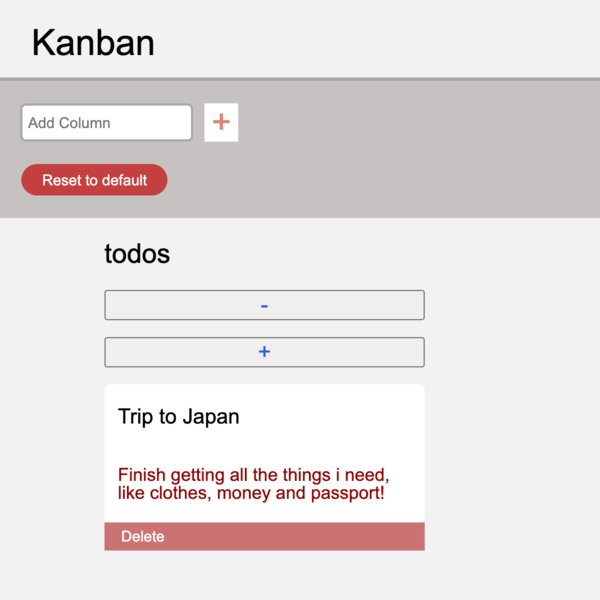 Kanban
Add Column
+
Reset to default
todos
-
+
Trip to Japan
Finish getting all the things i need,
like clothes, money and passport!
Delete